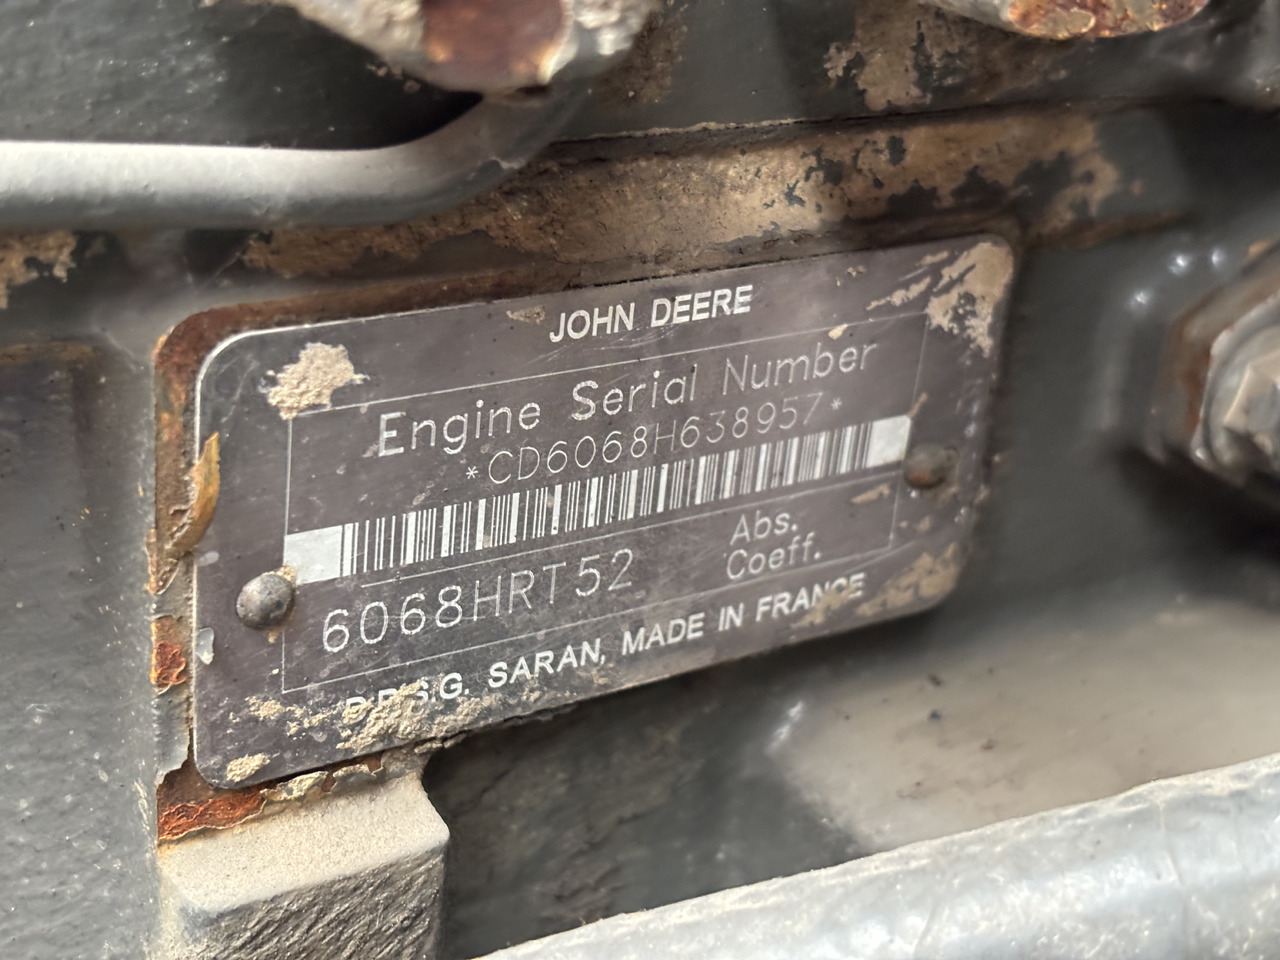 JOHN DEERE
Engine Serial Number
*CD6068H638957*
6068HRT52
Abs.
Coeff.
SARAN, MADE IN FRANCE